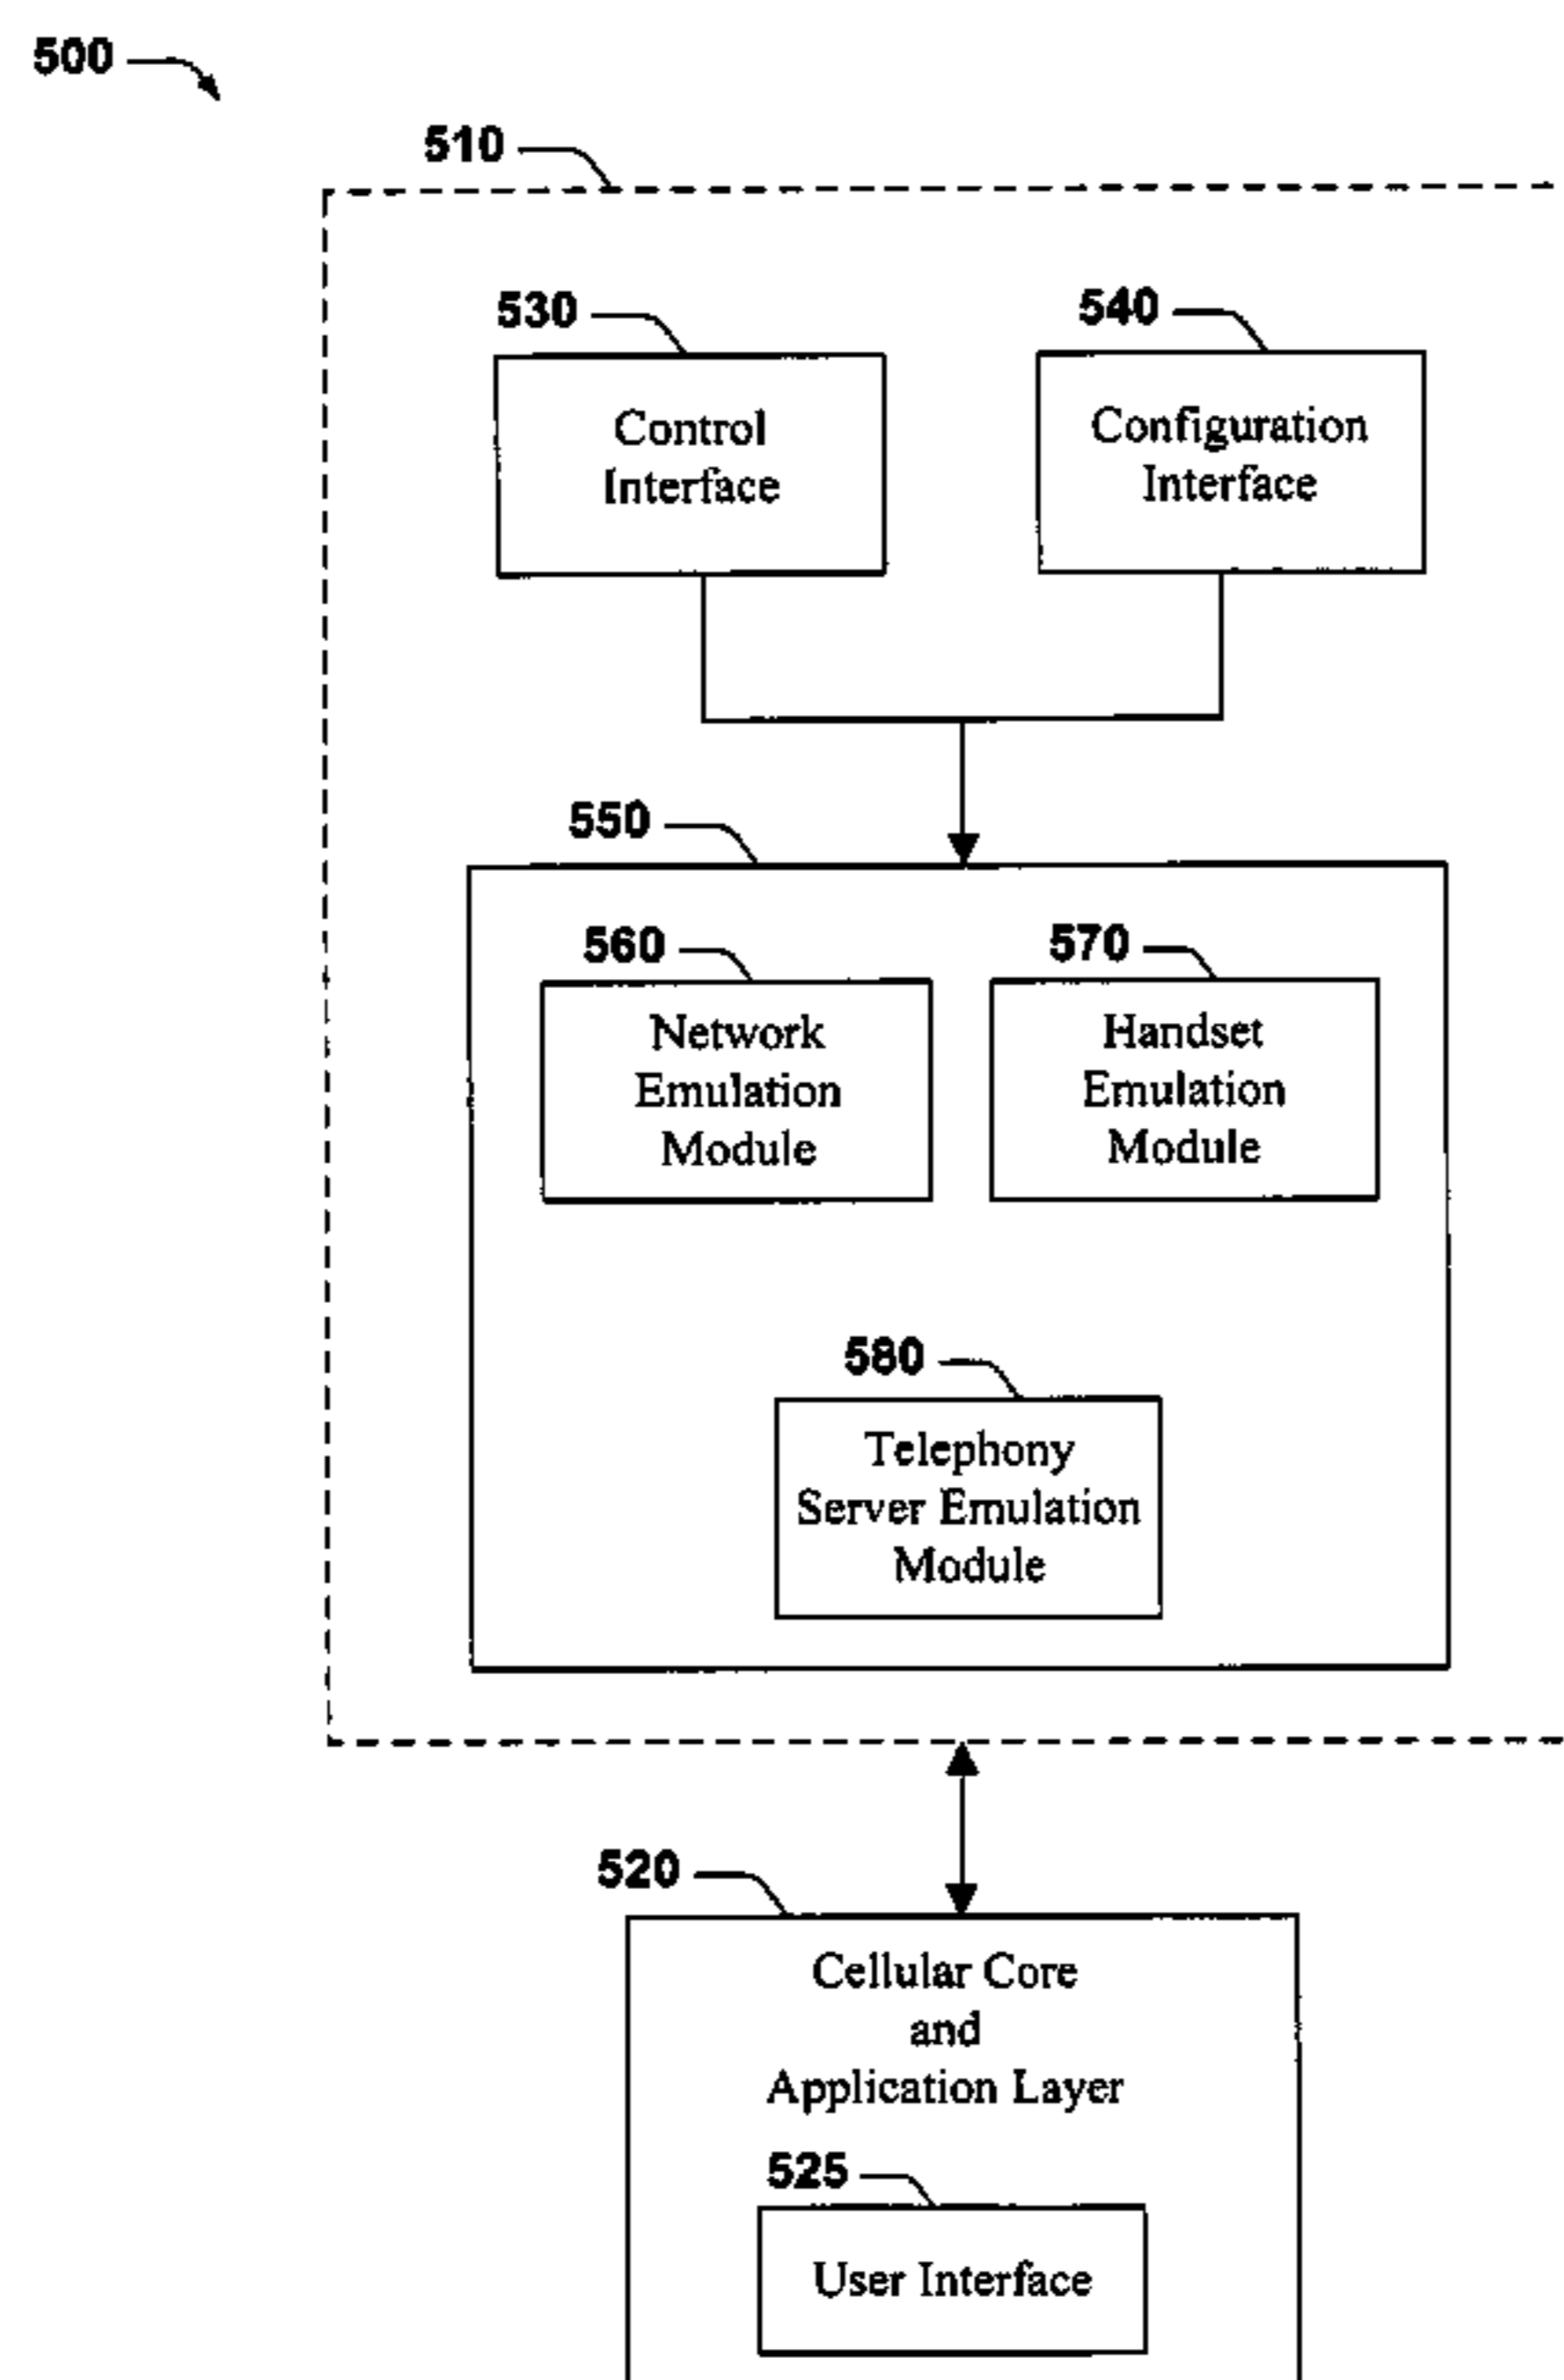 500
510
530
540
Control
Interface
Configuration
Interface
550
560
570
Network
Emulation
Module
Handset
Emulation
Module
580
Telephony
Server Emulation
Module
520
Cellular Core
and
Application Layer
525
User Interface